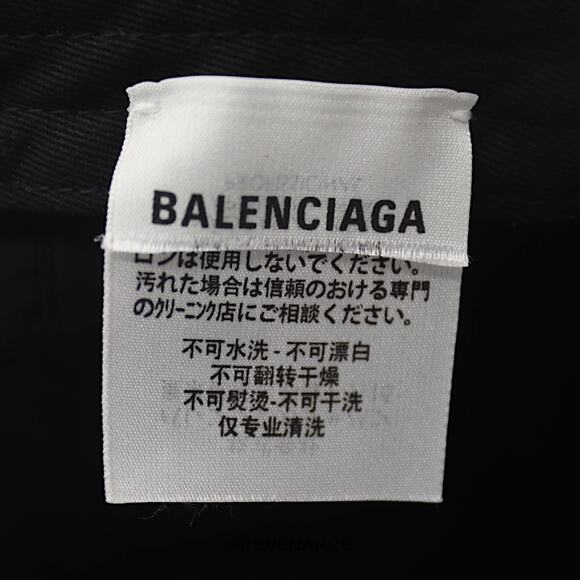 BALENCIAGA
ロンは使用しないでください。
汚れた場合は信頼のおける専門
のｸﾘｰﾆﾝｸﾞ店にご相談ください。
不可水洗-不可漂白
不可翻转干燥
不可熨烫-不可干洗
仅专业清洗
PROVENANCE